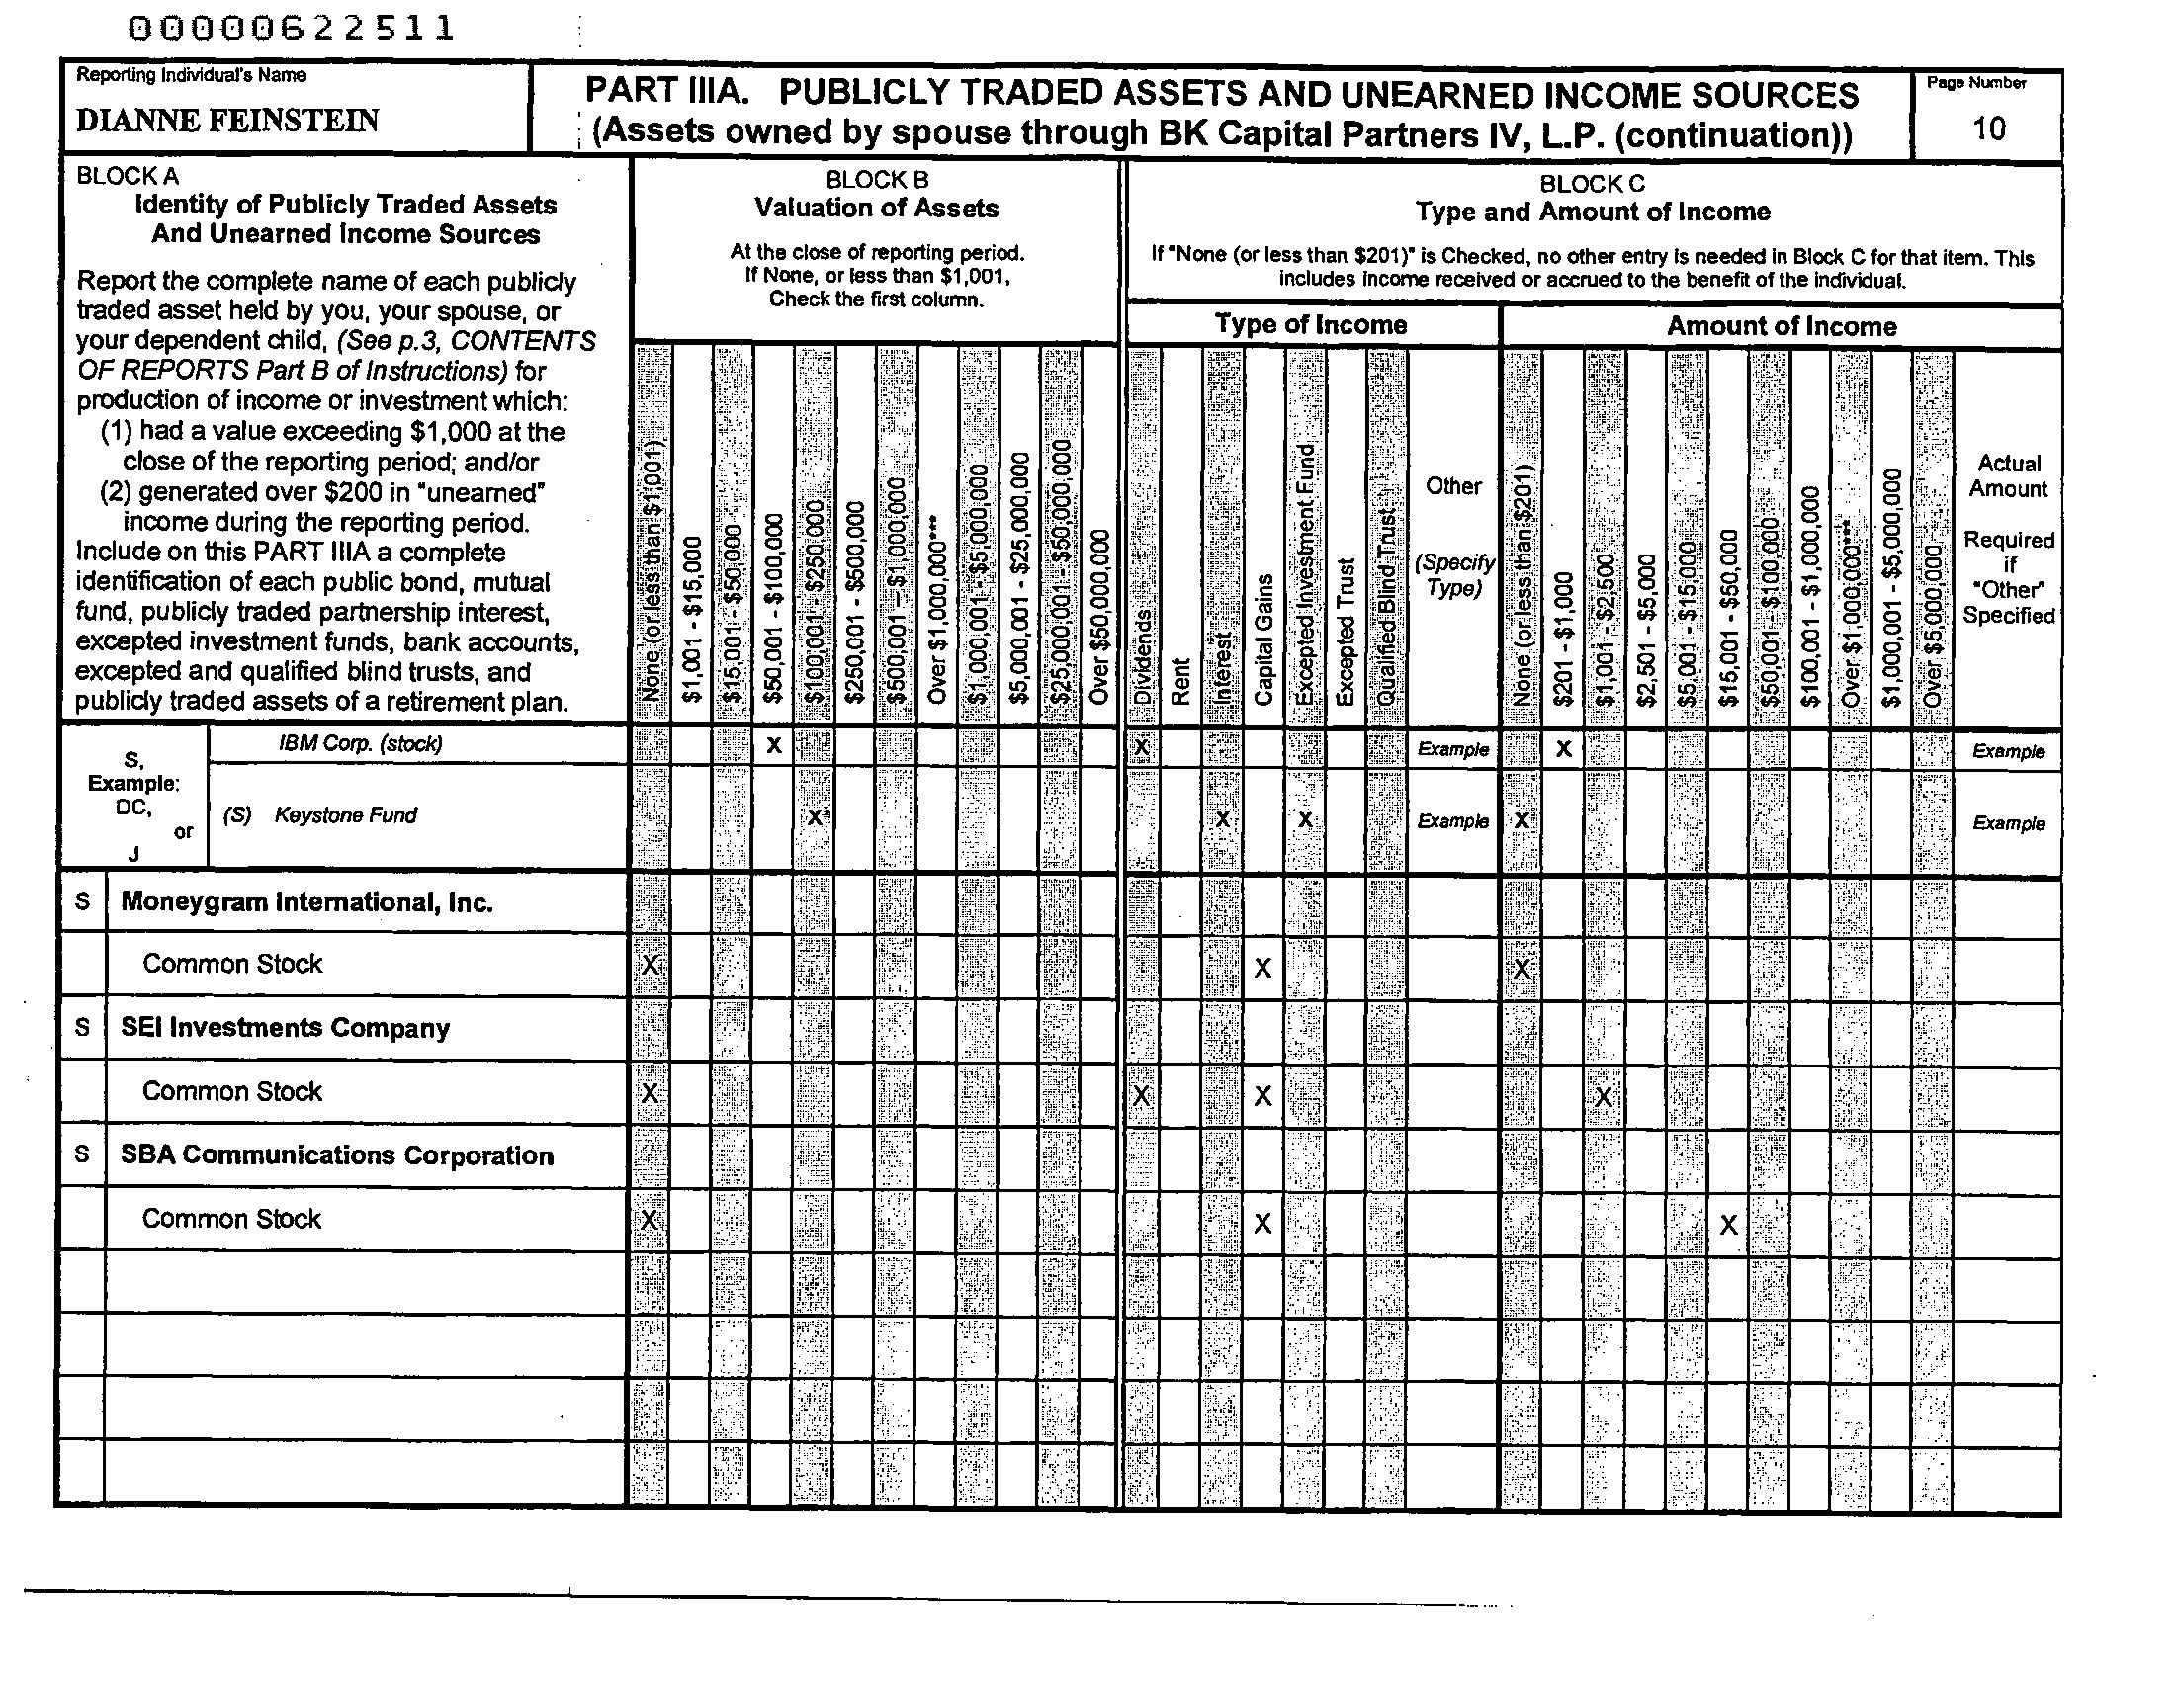 00000622511
Reporting Individual's Name
DIANNE FEINSTEIN
PART IIIA. PUBLICLY TRADED ASSETS AND UNEARNED INCOME SOURCES
(Assets owned by spouse through BK Capital Partners IV, L.P. (continuation))
Page Number
10
BLOCK A
Identity of Publicly Traded Assets
And Unearned Income Sources
Report the complete name of each publicly
traded asset held by you, your spouse, or
your dependent child, (See p.3, CONTENTS
OF REPORTS Part B of Instructions) for
production of income or investment which:
(1) had a value exceeding $1,000 at the
close of the reporting period; and/or
(2) generated over $200 in "unearned"
income during the reporting period.
Include on this PART IIIA a complete
identification of each public bond, mutual
fund, publicly traded partnership interest,
excepted investment funds, bank accounts,
excepted and qualified blind trusts, and
publicly traded assets of a retirement plan.
BLOCK B
Valuation of Assets
At the close of reporting period.
If None, or less than $1,001,
Check the first column.
None (or less than $1,001)
$1,001 - $15,000
$15,001 - $50,000
$50,001 - $100,000
$100,001 - $250,000
$250,001 - $500,000
$500,001 - $1,000,000
Over $1,000,000***
$1,000,001 - $5,000,000
$5,000,001 - $25,000,000
$25,000,001 - $50,000,000
Over $50,000,000
BLOCK C
Type and Amount of Income
If "None (or less than $201)" is Checked, no other entry is needed in Block C for that item. This
includes income received or accrued to the benefit of the individual.
Type of Income
Dividends
Rent
Interest
Capital Gains
Excepted Investment Fund
Excepted Trust
Qualified Blind Trust
Other
(Specify
Type)
Amount of Income
None (or less than $201)
$201 - $1,000
$1,001 - $2,500
$2,501 - $5,000
$5,001 - $15,000
$15,001 - $50,000
$50,001 - $100,000
$100,001 - $1,000,000
Over $1,000,000***
$1,000,001 - $5,000,000
Over $5,000,000
Actual
Amount
Required
if
"Other"
Specified
S,
Example:
DC,
or
J
IBM Corp. (stock) X X Example X Example
(S) Keystone Fund X X X Example X Example
S Moneygram International, Inc.
Common Stock X X X
S SEI Investments Company
Common Stock X X X X
S SBA Communications Corporation
Common Stock X X X